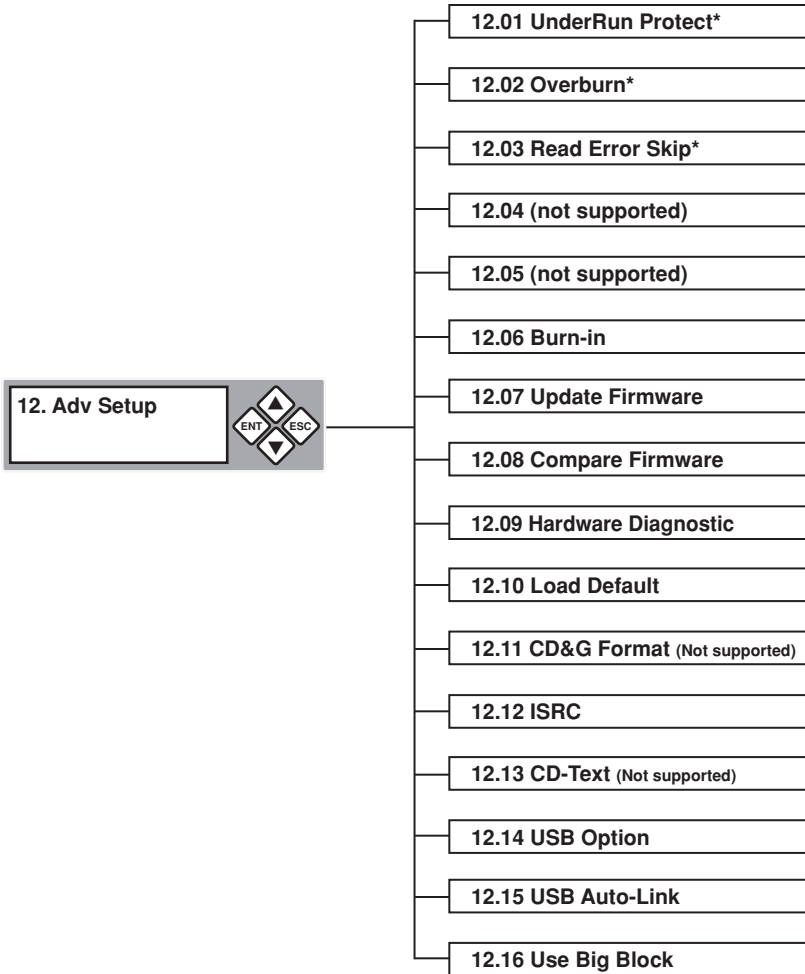 12.01 UnderRun Protect*
12.02 Overburn*
12.03 Read Error Skip*
12.04 (not supported)
12.05 (not supported)
12.06 Burn-in
12. Adv Setup
ENT ESC
12.07 Update Firmware
12.08 Compare Firmware
12.09 Hardware Diagnostic
12.10 Load Default
12.11 CD&G Format (Not supported)
12.12 ISRC
12.13 CD-Text (Not supported)
12.14 USB Option
12.15 USB Auto-Link
12.16 Use Big Block